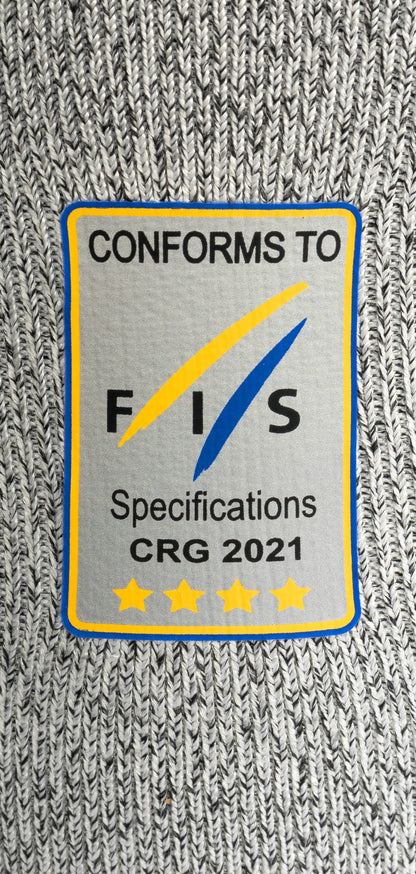 CONFORMS TO
F I S
Specifications
CRG 2021